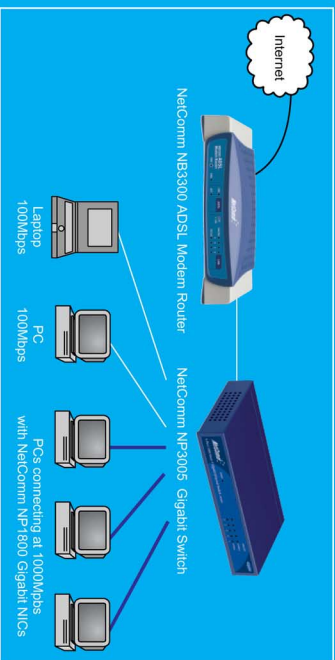 Internet
NetComm NB3300 ADSL Modem Router
NetComm NP3005 Gigabit Switch
Laptop
100Mbps
PC
100Mbps
PCs connecting at 1000Mpbs
with NetComm NP1800 Gigabit NICs